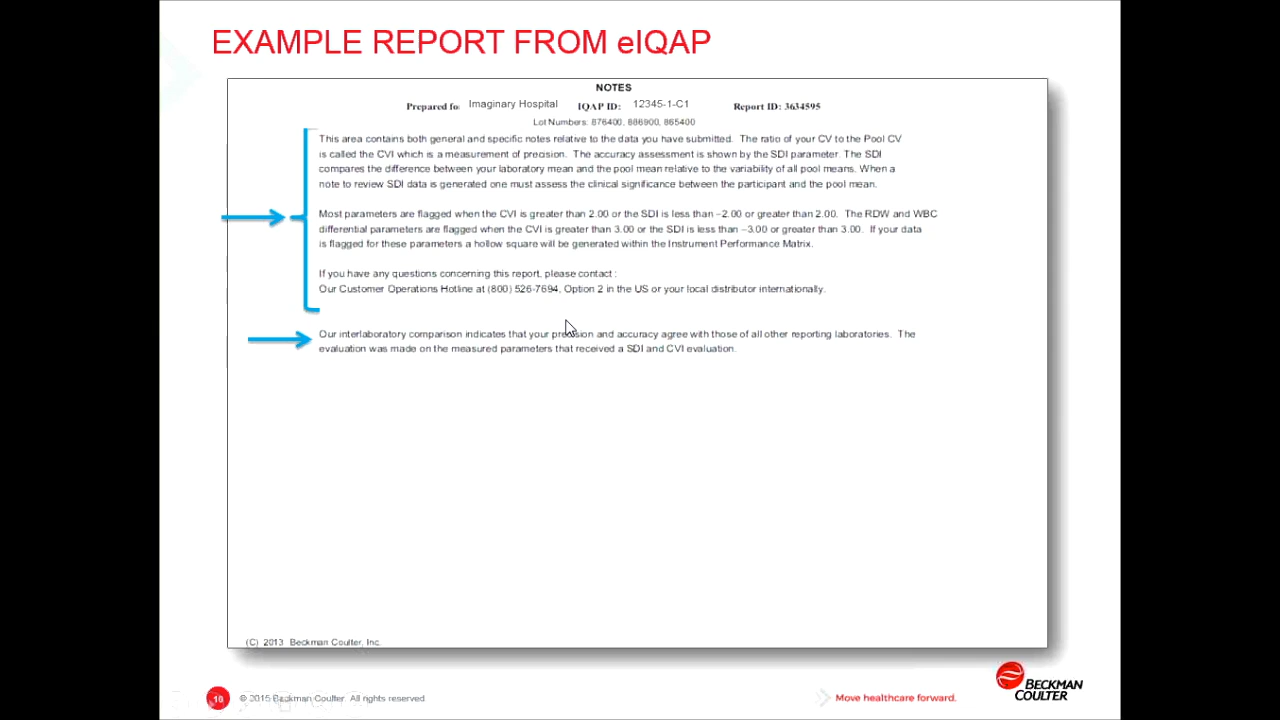 EXAMPLE REPORT FROM eIQAP
NOTES
Prepared fo: Imaginary Hospital IQAP ID: 12345-1-C1 Report ID: 3634595
Lot Numbers: 876400, 886900, 865400
This area contains both general and specific notes relative to the data you have submitted. The ratio of your CV to the Pool CV
is called the CVI which is a measurement of precision. The accuracy assessment is shown by the SDI parameter. The SDI
compares the difference between your laboratory mean and the pool mean relative to the variability of all pool means. When a
note to review SDI data is generated one must assess the clinical significance between the participant and the pool mean.
Most parameters are flagged when the CVI is greater than 2.00 or the SDI is less than –2.00 or greater than 2.00. The RDW and WBC
differential parameters are flagged when the CVI is greater than 3.00 or the SDI is less than –3.00 or greater than 3.00. If your data
is flagged for these parameters a hollow square will be generated within the Instrument Performance Matrix.
If you have any questions concerning this report, please contact :
Our Customer Operations Hotline at (800) 526-7694, Option 2 in the US or your local distributor internationally.
Our interlaboratory comparison indicates that your precision and accuracy agree with those of all other reporting laboratories. The
evaluation was made on the measured parameters that received a SDI and CVI evaluation.
(C) 2013 Beckman Coulter, Inc.
10 © 2015 Beckman Coulter. All rights reserved
Move healthcare forward.
BECKMAN
COULTER